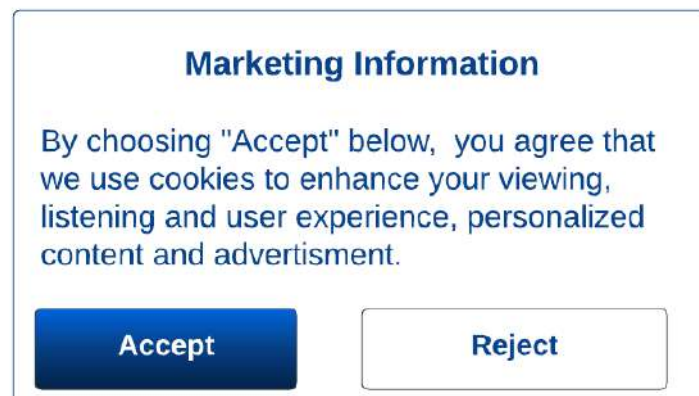 Marketing Information
By choosing "Accept" below,  you agree that
we use cookies to enhance your viewing,
listening and user experience, personalized
content and advertisment.
Accept
Reject